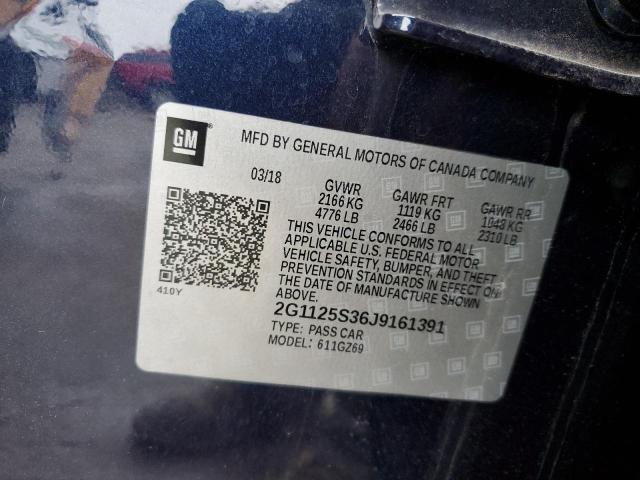 GM
MFD BY GENERAL MOTORS OF CANADA COMPANY
03/18
GVWR
2166 KG
4776 LB
GAWR FRT
1119 KG
2466 LB
GAWR RR
1048 KG
2310 LB
THIS VEHICLE CONFORMS TO ALL
APPLICABLE U.S. FEDERAL MOTOR
VEHICLE SAFETY, BUMPER, AND THEFT
PREVENTION STANDARDS IN EFFECT ON
THE DATE OF MANUFACTURE SHOWN
ABOVE.
410Y
2G1125S36J9161391
TYPE: PASS CAR
MODEL: 611GZ69